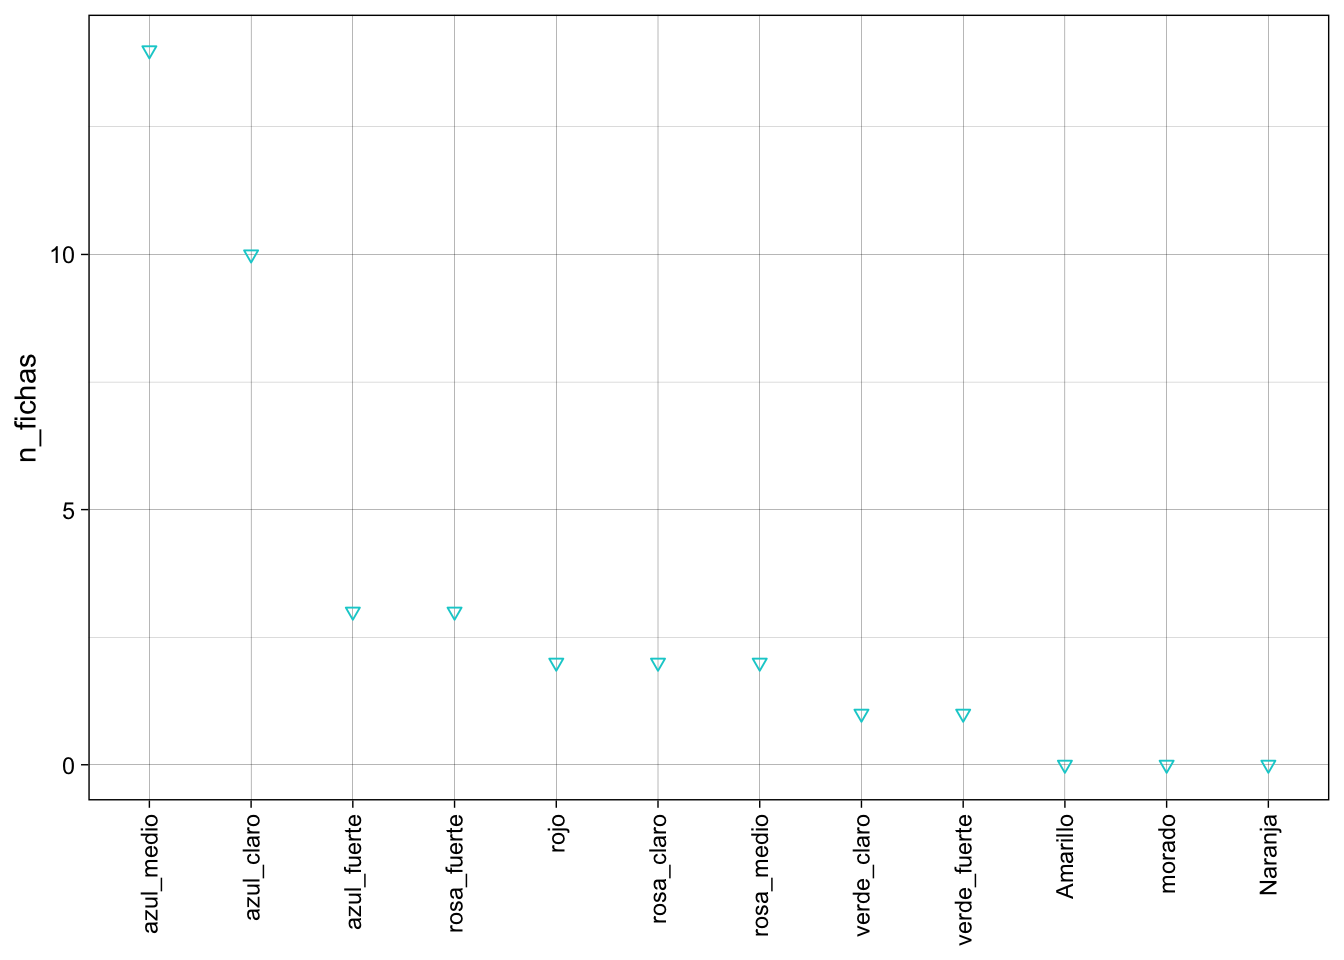 n_fichas
10
5
0
azul_medio
azul_claro
azul_fuerte
rosa_fuerte
rojo
rosa_claro
rosa_medio
verde_claro
verde_fuerte
Amarillo
morado
Naranja